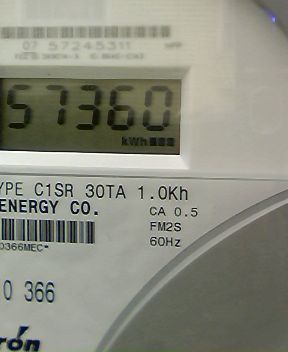 07 57245311
57360
kWh
YPE C1SR 30TA 1.0Kh
ENERGY CO.
CA 0.5
FM2S
60Hz
0366MEC*
0 366
rón